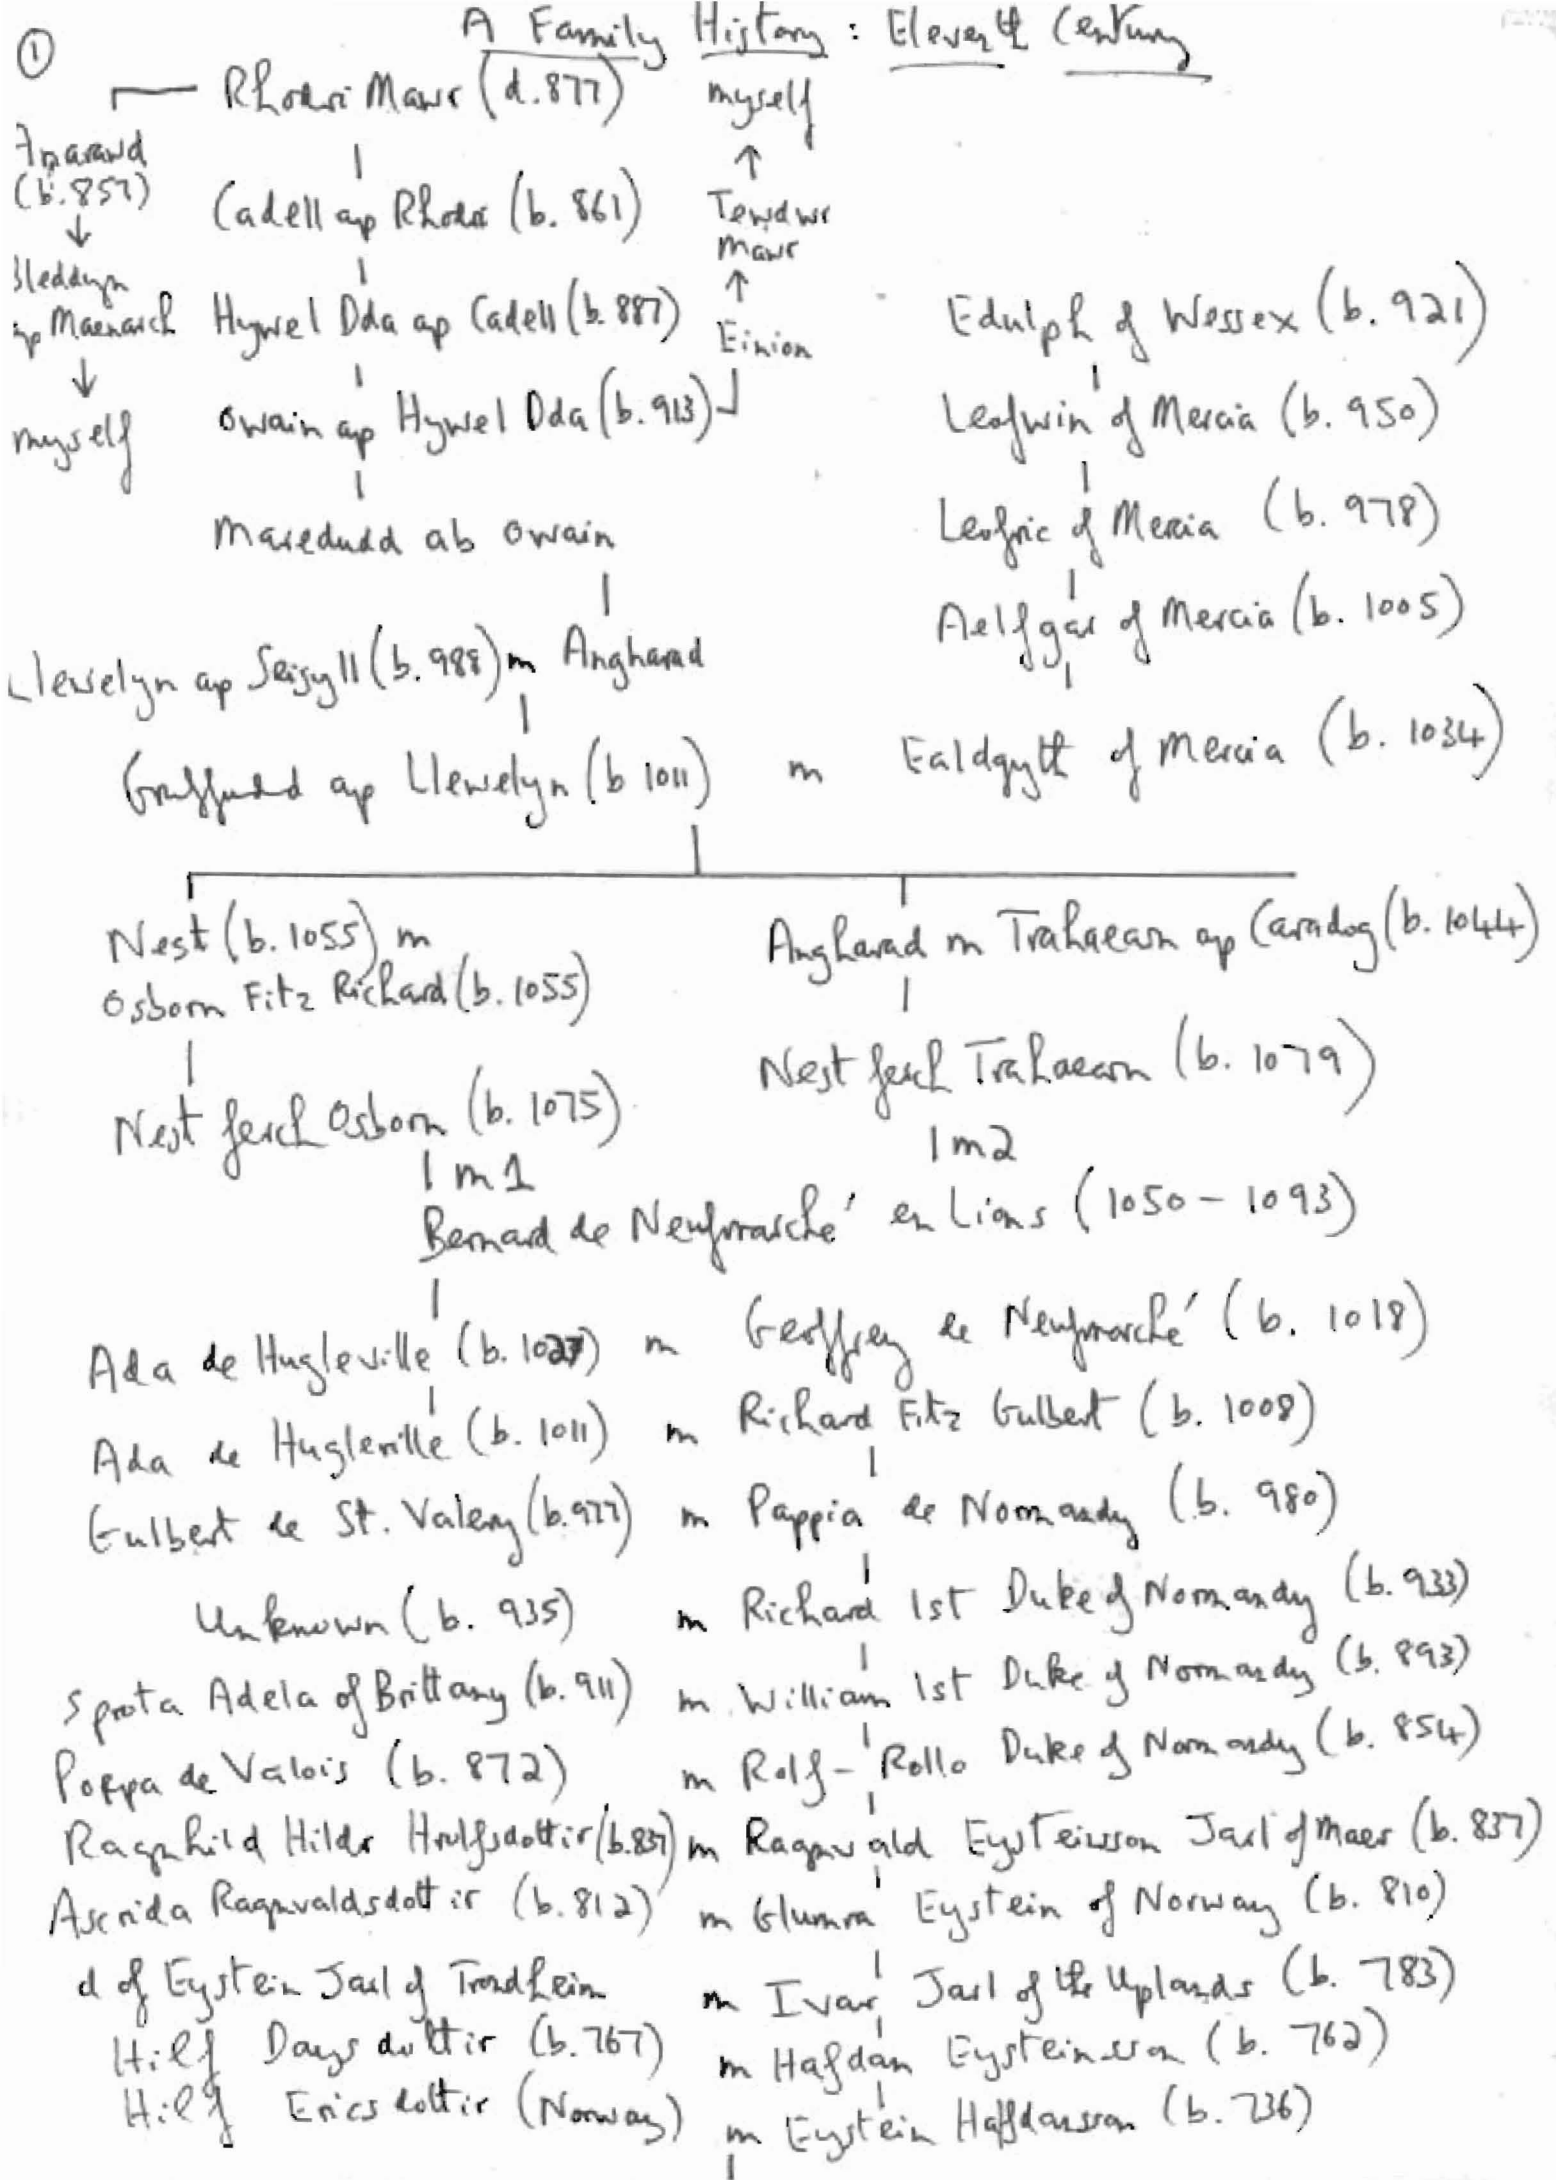 ① A Family History : Eleventh Century
Rhodri Mawr (d.877) myself
Anarawd
(b.857)
Cadell ap Rhodri (b. 861) Tewdwr
Mawr
Bleddyn
ap Maenarch Hywel Dda ap Cadell (b. 887) Einion Edulph of Wessex (b. 921)
myself Owain ap Hywel Dda (b. 913) Leofwin of Mercia (b. 950)
Maredudd ab Owain Leofric of Mercia (b. 978)
Aelfgar of Mercia (b. 1005)
Llewelyn ap Seisyll (b. 988) m Angharad
Gruffudd ap Llewelyn (b 1011) m Ealdgyth of Mercia (b. 1034)
Nest (b. 1055) m Angharad m Trahaearn ap Caradog (b. 1044)
Osborn Fitz Richard (b. 1055)
Nest ferch Osborn (b. 1075) Nest ferch Trahaearn (b. 1079)
m1 m2
Bernard de Neufmarché en Lions (1050 - 1093)
Ada de Hugleville (b. 1027) m Geoffrey de Neufmarché (b. 1018)
Ada de Hugleville (b. 1011) m Richard Fitz Gulbert (b. 1008)
Gulbert de St. Valery (b.977) m Pappia de Normandy (b. 980)
Unknown (b. 935) m Richard 1st Duke of Normandy (b. 933)
Sprota Adela of Brittany (b. 911) m William 1st Duke of Normandy (b. 893)
Poppa de Valois (b. 872) m Rolf - Rollo Duke of Normandy (b. 854)
Ragnhild Hildr Hrulfsdottir (b.837) m Ragnvald Eysteinsson Jarl of Maer (b. 837)
Ascrida Ragnvaldsdottir (b. 812) m Glumra Eystein of Norway (b. 810)
d of Eystein Jarl of Trondheim m Ivar Jarl of the Uplands (b. 783)
Hilf Daysdottir (b. 767) m Hafdan Eysteinsson (b. 762)
Hilf Ericsdottir (Norway) m Eystein Halfdansson (b. 736)